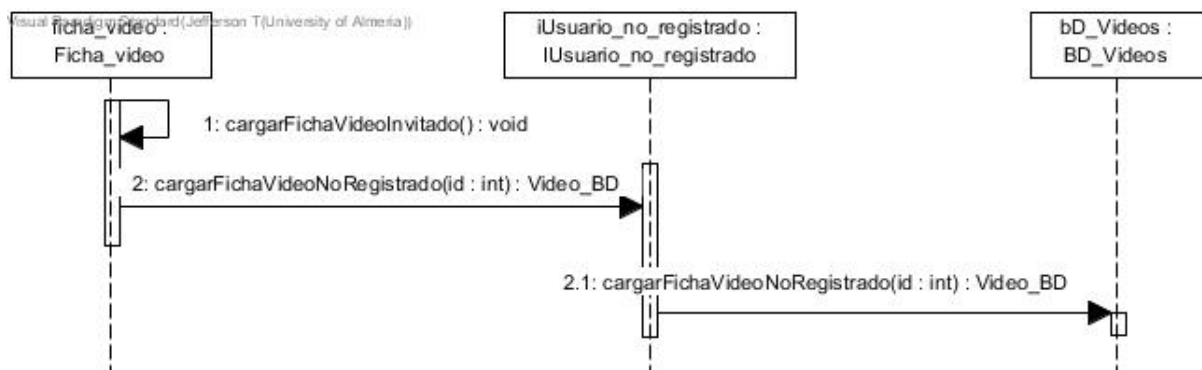 Visual Paradigm Standard(Jefferson T(University of Almeria))
ficha_video :
Ficha_video
iUsuario_no_registrado :
IUsuario_no_registrado
bD_Videos :
BD_Videos
1: cargarFichaVideoInvitado() : void
2: cargarFichaVideoNoRegistrado(id : int) : Video_BD
2.1: cargarFichaVideoNoRegistrado(id : int) : Video_BD